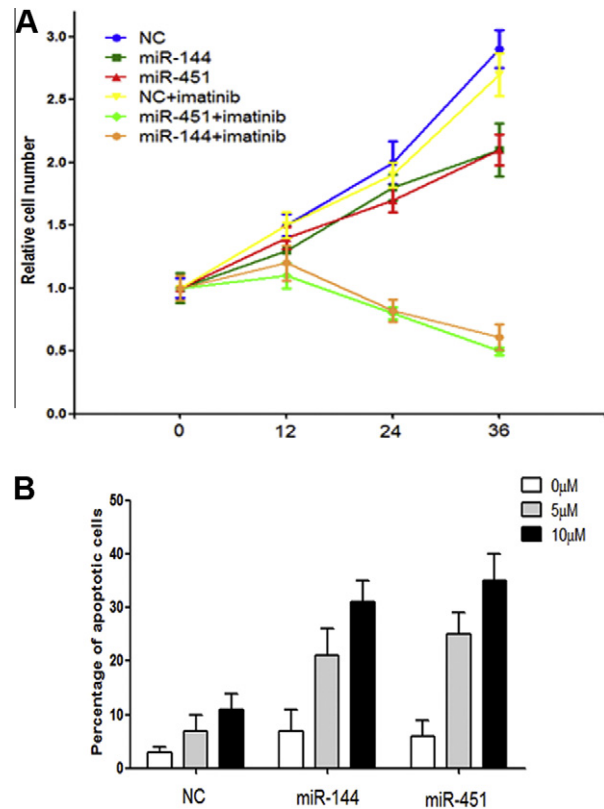 A
NC
miR-144
miR-451
NC+imatinib
miR-451+imatinib
miR-144+imatinib
Relative cell number
3.0
2.5
2.0
1.5
1.0
0.5
0.0
0 12 24 36
B
0μM
5μM
10μM
Percentage of apoptotic cells
50
40
30
20
10
0
NC miR-144 miR-451